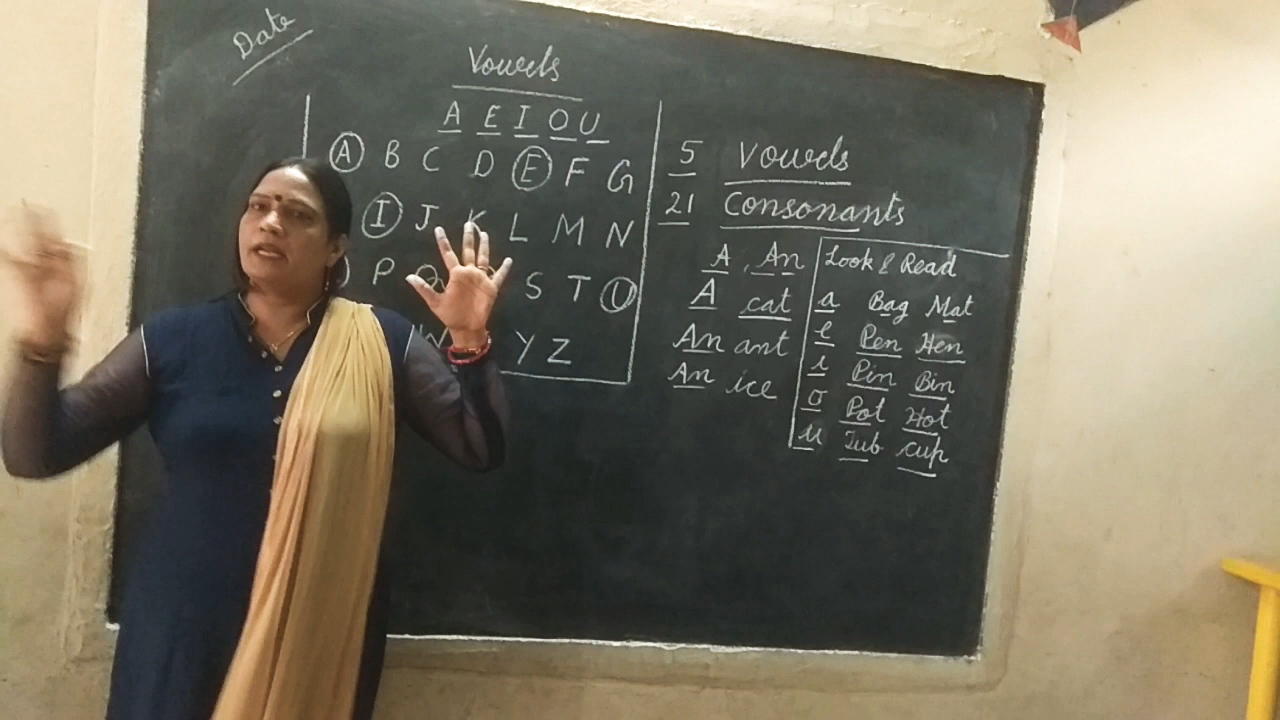 Date
Vowels
A E I O U
A B C D E F G
I J K L M N
P Q S T U
W Y Z
5 Vowels
21 Consonants
A, An
A cat
An ant
An ice
Look & Read
a Bag Mat
e Pen Hen
i Pin Bin
o Pot Hot
u Tub cup